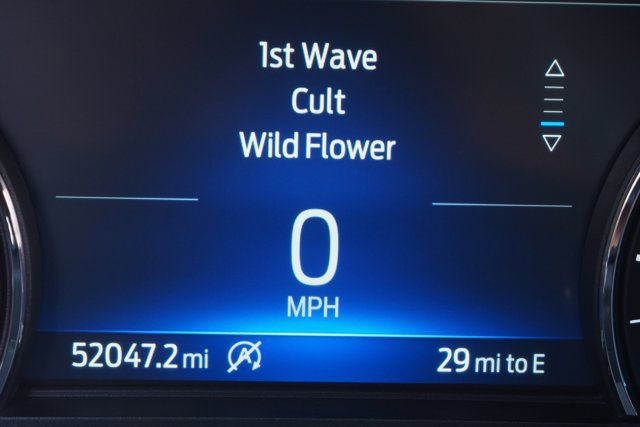 1st Wave
Cult
Wild Flower
0
MPH
52047.2 mi
29 mi to E